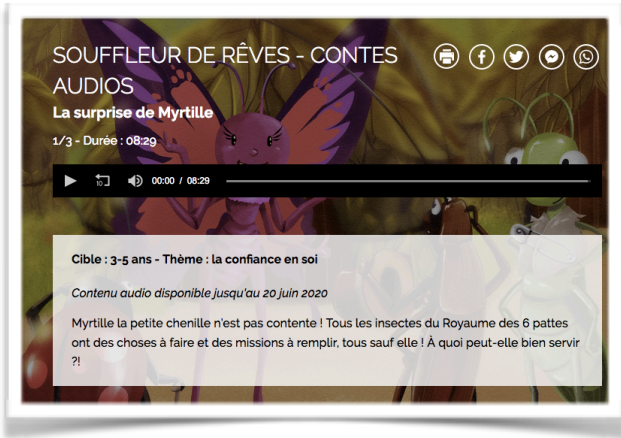 SOUFFLEUR DE RÊVES - CONTES
AUDIOS
La surprise de Myrtille
1/3 - Durée : 08:29
10
00:00 / 08:29
Cible : 3-5 ans - Thème : la confiance en soi
Contenu audio disponible jusqu'au 20 juin 2020
Myrtille la petite chenille n'est pas contente ! Tous les insectes du Royaume des 6 pattes
ont des choses à faire et des missions à remplir, tous sauf elle ! À quoi peut-elle bien servir
?!